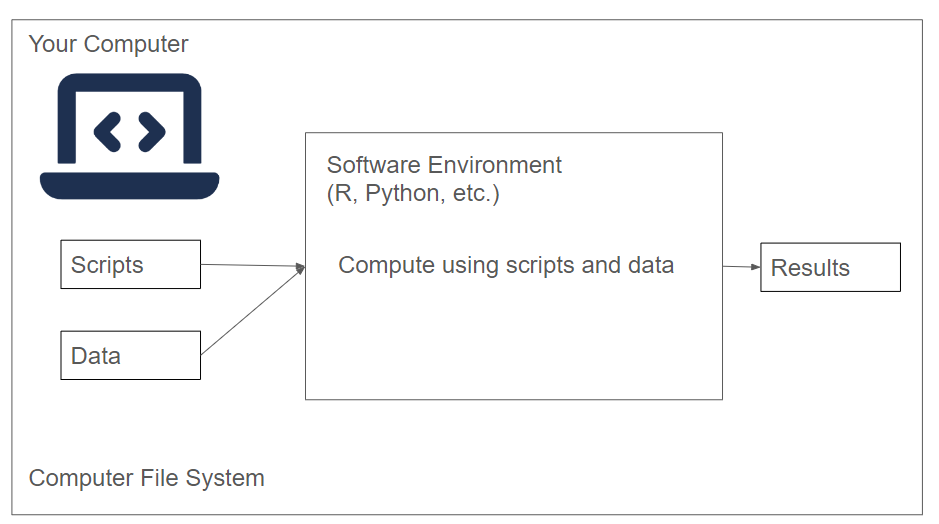 Your Computer
Software Environment
(R, Python, etc.)
Scripts
Compute using scripts and data
Results
Data
Computer File System